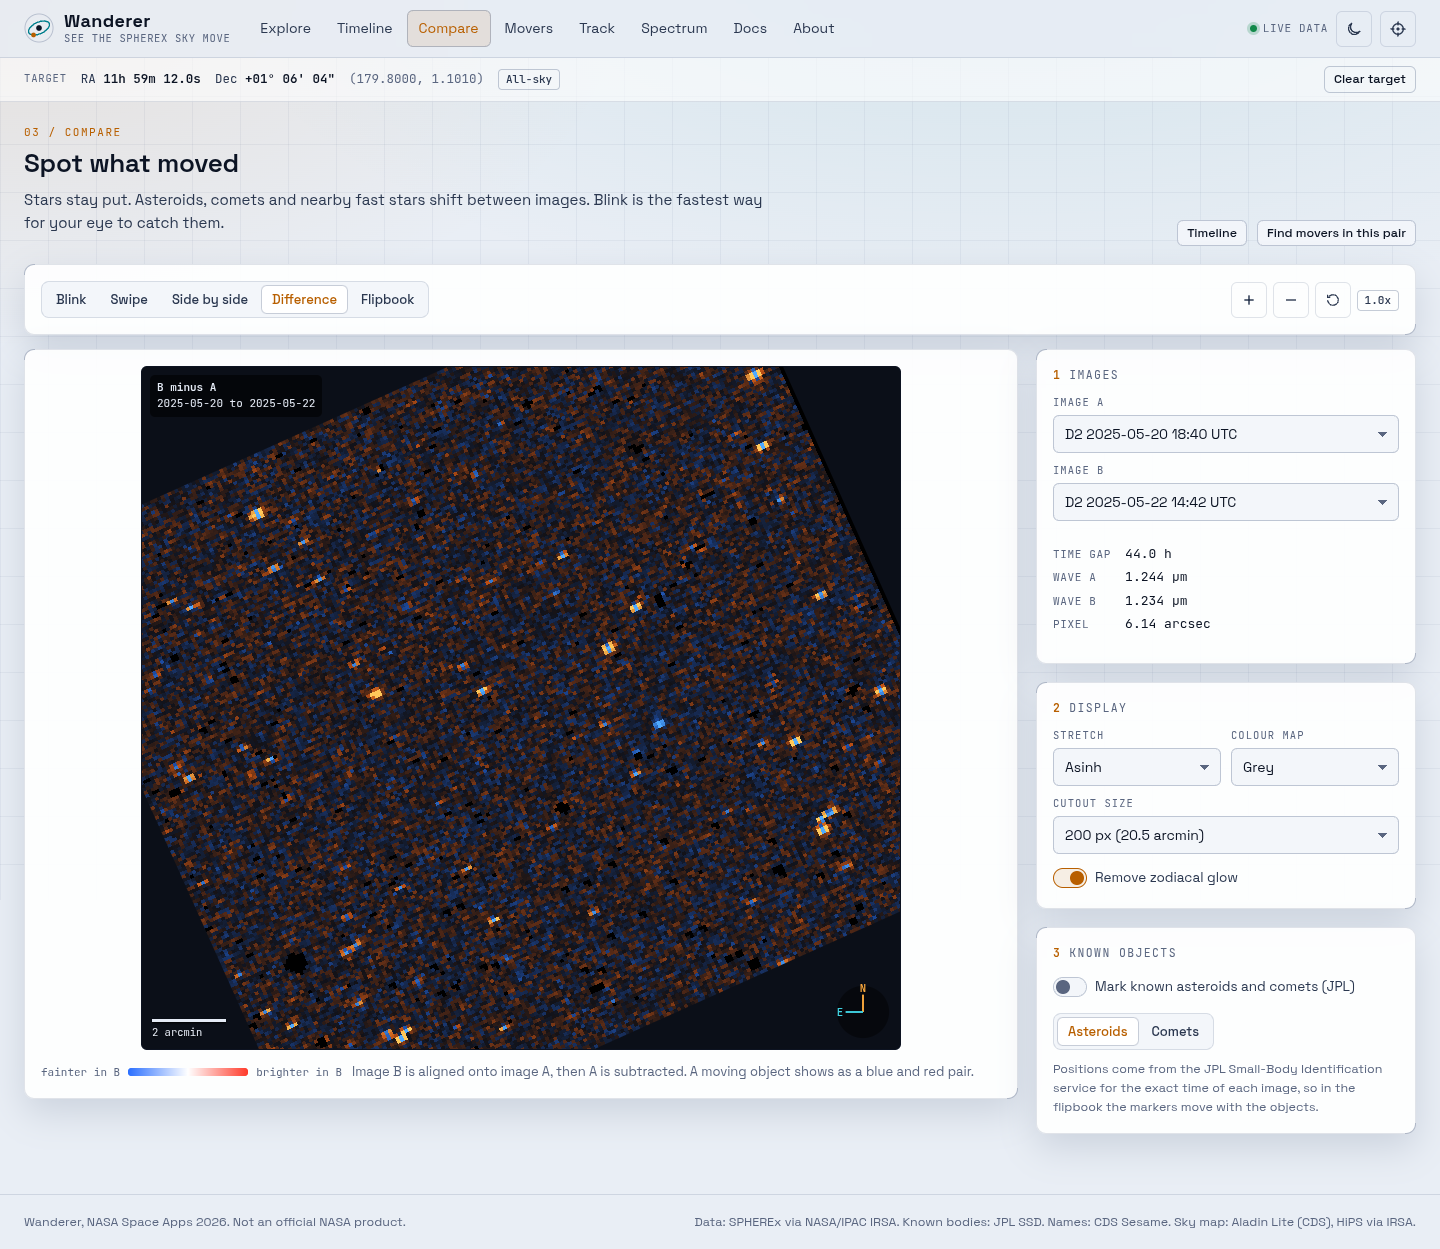 Wanderer
SEE THE SPHEREX SKY MOVE
Explore
Timeline
Compare
Movers
Track
Spectrum
Docs
About
LIVE DATA
TARGET RA 11h 59m 12.0s Dec +01° 06' 04" (179.8000, 1.1010) All-sky
Clear target
03 / COMPARE
Spot what moved
Stars stay put. Asteroids, comets and nearby fast stars shift between images. Blink is the fastest way
for your eye to catch them.
Timeline
Find movers in this pair
Blink
Swipe
Side by side
Difference
Flipbook
1.0x
B minus A
2025-05-20 to 2025-05-22
N
E
2 arcmin
fainter in B
brighter in B
Image B is aligned onto image A, then A is subtracted. A moving object shows as a blue and red pair.
1 IMAGES
IMAGE A
D2 2025-05-20 18:40 UTC
IMAGE B
D2 2025-05-22 14:42 UTC
TIME GAP 44.0 h
WAVE A 1.244 µm
WAVE B 1.234 µm
PIXEL 6.14 arcsec
2 DISPLAY
STRETCH
COLOUR MAP
Asinh
Grey
CUTOUT SIZE
200 px (20.5 arcmin)
Remove zodiacal glow
3 KNOWN OBJECTS
Mark known asteroids and comets (JPL)
Asteroids
Comets
Positions come from the JPL Small-Body Identification
service for the exact time of each image, so in the
flipbook the markers move with the objects.
Wanderer, NASA Space Apps 2026. Not an official NASA product.
Data: SPHEREx via NASA/IPAC IRSA. Known bodies: JPL SSD. Names: CDS Sesame. Sky map: Aladin Lite (CDS), HiPS via IRSA.